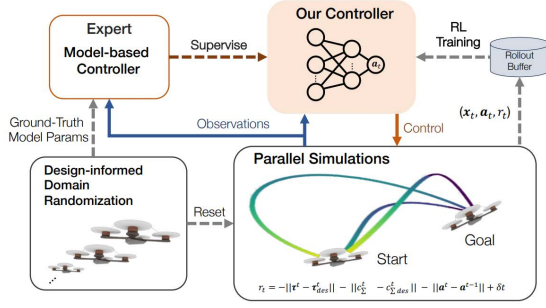 Expert
Model-based
Controller
Supervise
Our Controller
a_t
RL
Training
Rollout
Buffer
Ground-Truth
Model Params
Observations
Control
(x_t, a_t, r_t)
Design-informed
Domain
Randomization
Reset
Parallel Simulations
Start
Goal
r_t = −||τ^t − τ^t_des|| − ||c^t_Σ − c^t_Σ des|| − ||a^t − a^{t−1}|| + δt